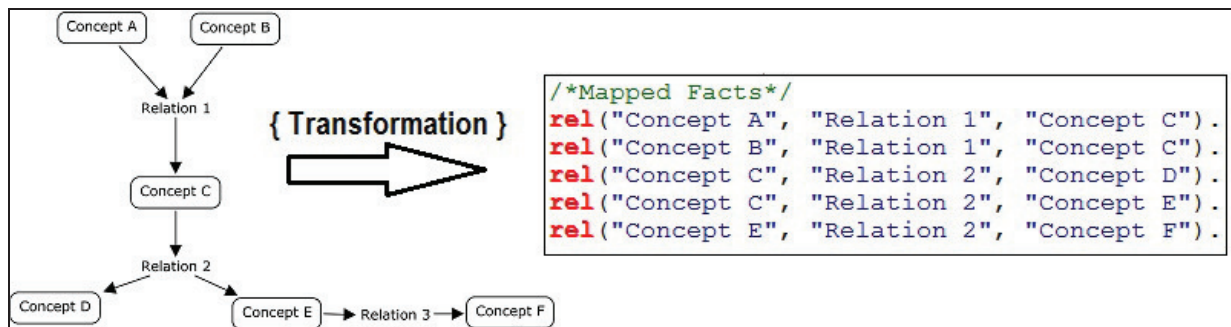 Concept A Concept B
Relation 1
Concept C
Relation 2
Concept D
Concept E Relation 3 Concept F
{ Transformation }
/*Mapped Facts*/
rel("Concept A", "Relation 1", "Concept C").
rel("Concept B", "Relation 1", "Concept C").
rel("Concept C", "Relation 2", "Concept D").
rel("Concept C", "Relation 2", "Concept E").
rel("Concept E", "Relation 2", "Concept F").